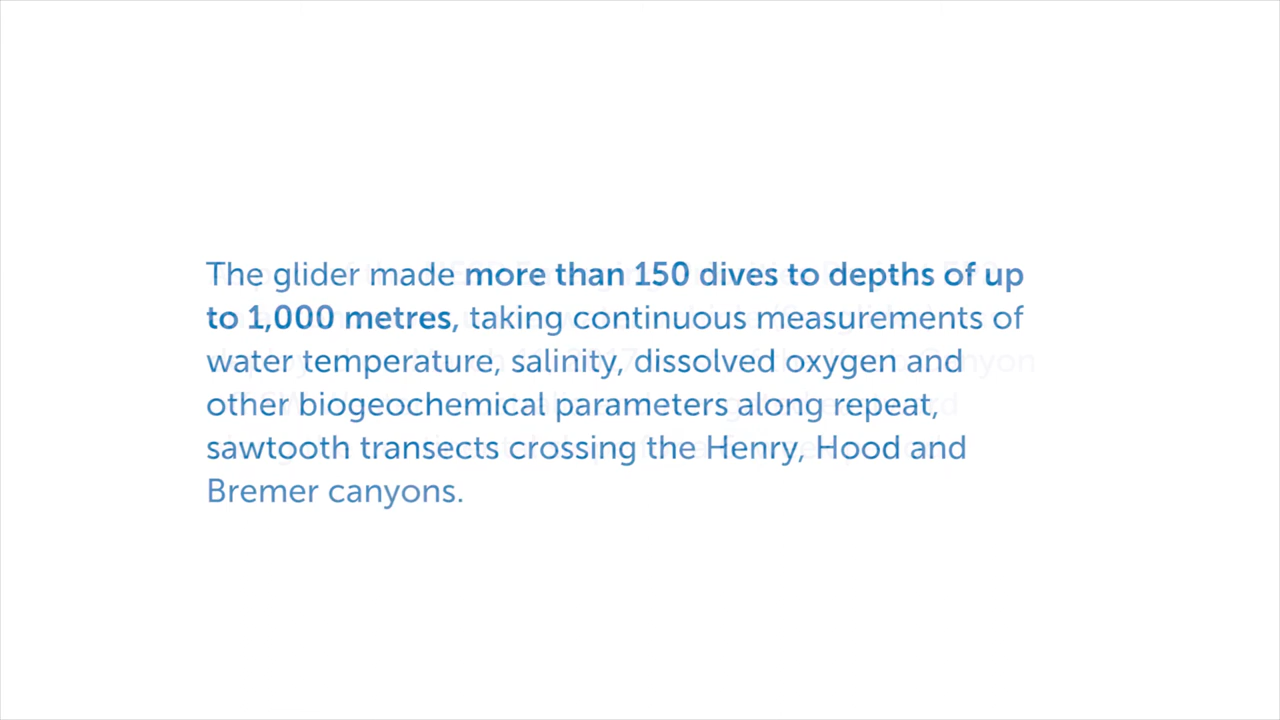 The glider made more than 150 dives to depths of up
to 1,000 metres, taking continuous measurements of
water temperature, salinity, dissolved oxygen and
other biogeochemical parameters along repeat,
sawtooth transects crossing the Henry, Hood and
Bremer canyons.